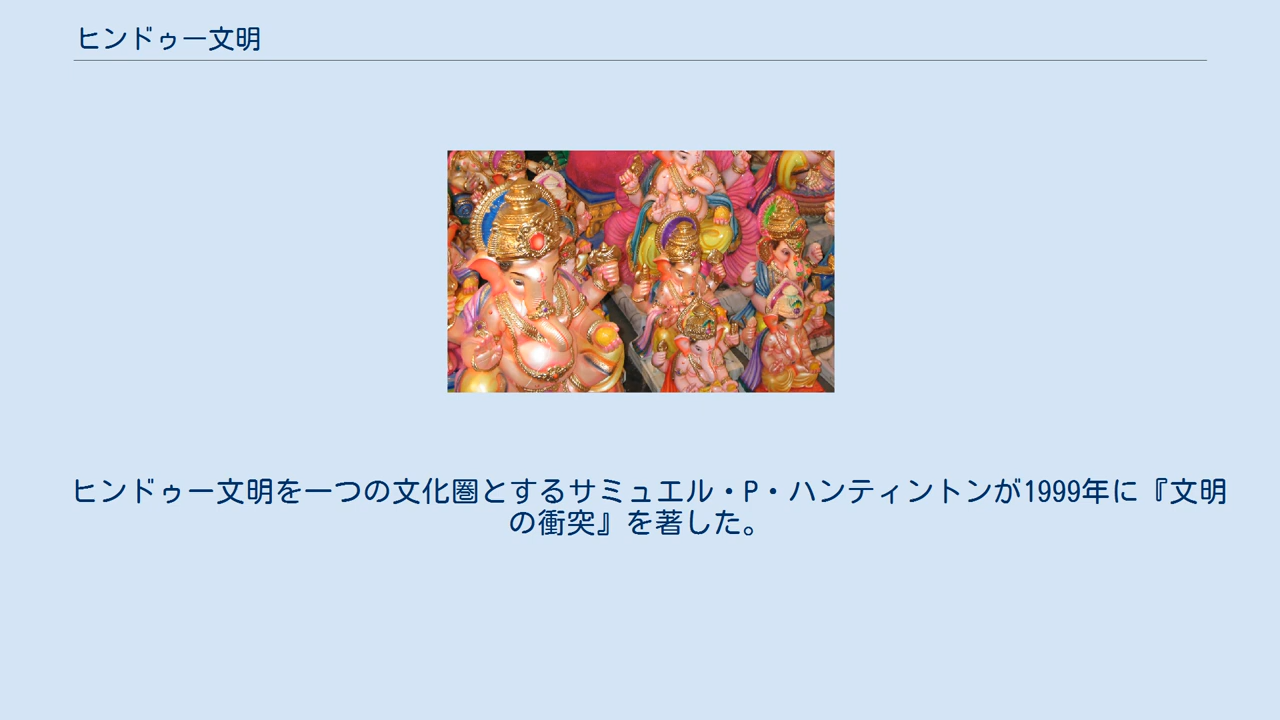 ヒンドゥー文明
ヒンドゥー文明を一つの文化圏とするサミュエル・P・ハンティントンが1999年に『文明
の衝突』を著した。